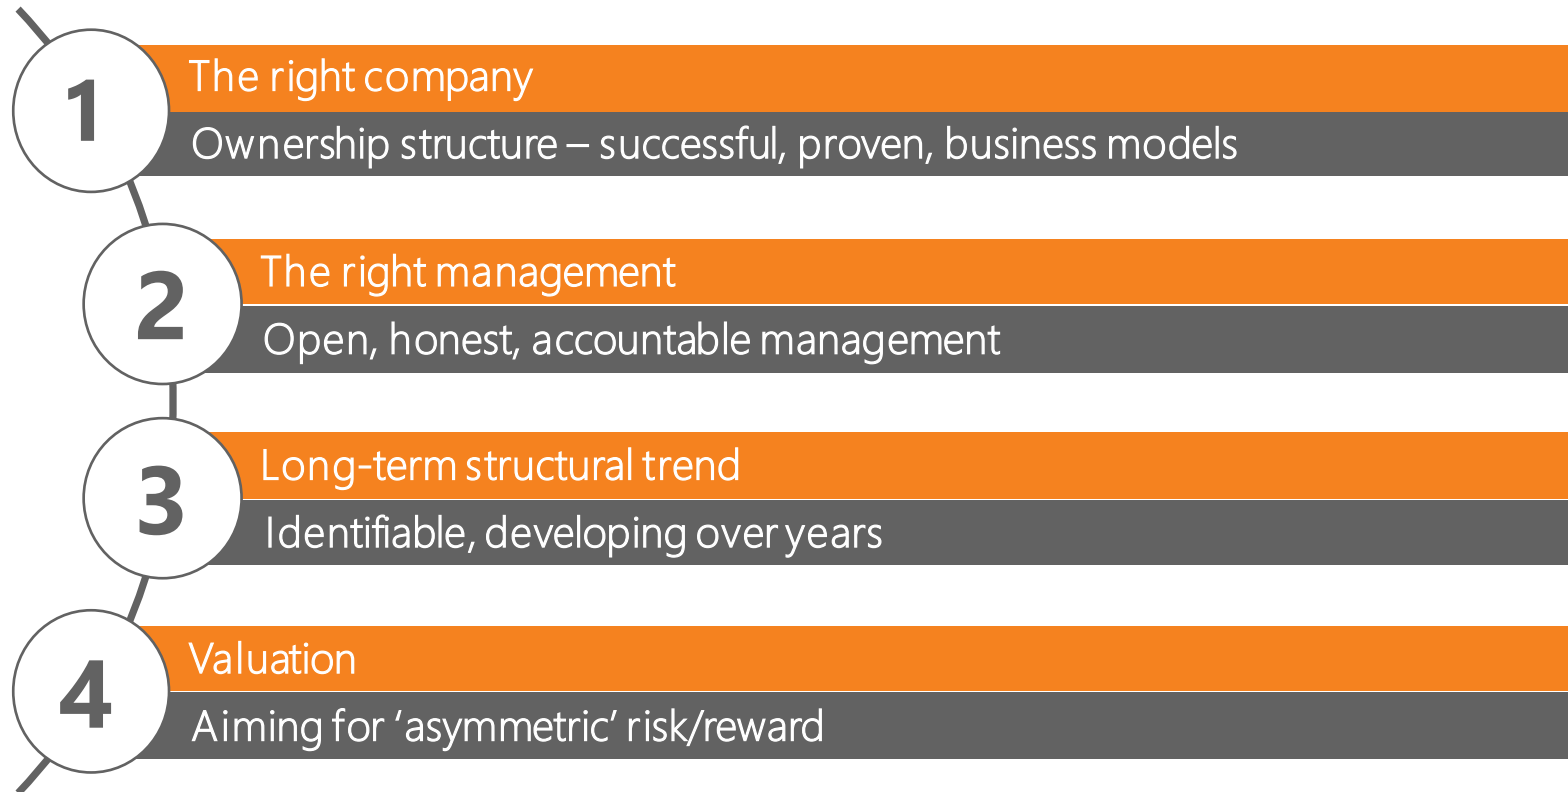 1
The right company
Ownership structure – successful, proven, business models
2
The right management
Open, honest, accountable management
3
Long-term structural trend
Identifiable, developing over years
4
Valuation
Aiming for ‘asymmetric’ risk/reward